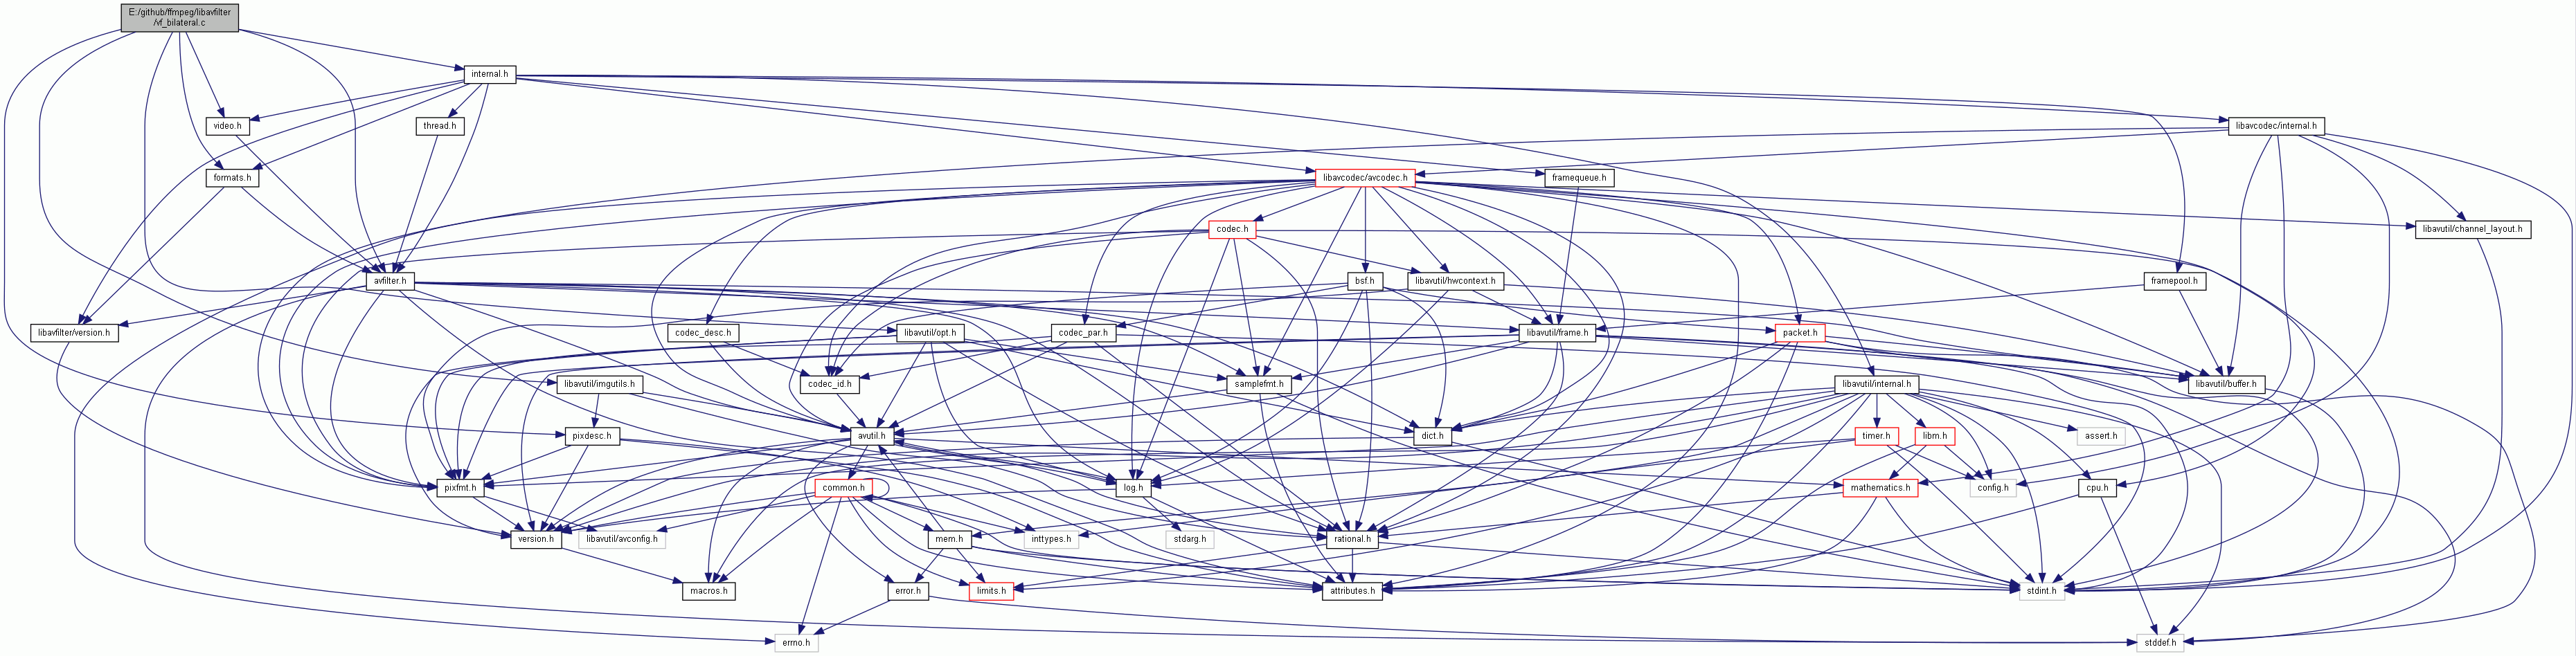 E:/github/ffmpeg/libavfilter
/vf_bilateral.c
internal.h
video.h
thread.h
libavcodec/internal.h
formats.h
libavcodec/avcodec.h
framequeue.h
codec.h
libavutil/channel_layout.h
avfilter.h
bsf.h
libavutil/hwcontext.h
framepool.h
libavfilter/version.h
codec_desc.h
libavutil/opt.h
codec_par.h
libavutil/frame.h
packet.h
libavutil/imgutils.h
codec_id.h
samplefmt.h
libavutil/internal.h
libavutil/buffer.h
pixdesc.h
avutil.h
dict.h
timer.h
libm.h
assert.h
pixfmt.h
common.h
log.h
mathematics.h
config.h
cpu.h
version.h
libavutil/avconfig.h
mem.h
inttypes.h
stdarg.h
rational.h
macros.h
error.h
limits.h
attributes.h
stdint.h
errno.h
stddef.h